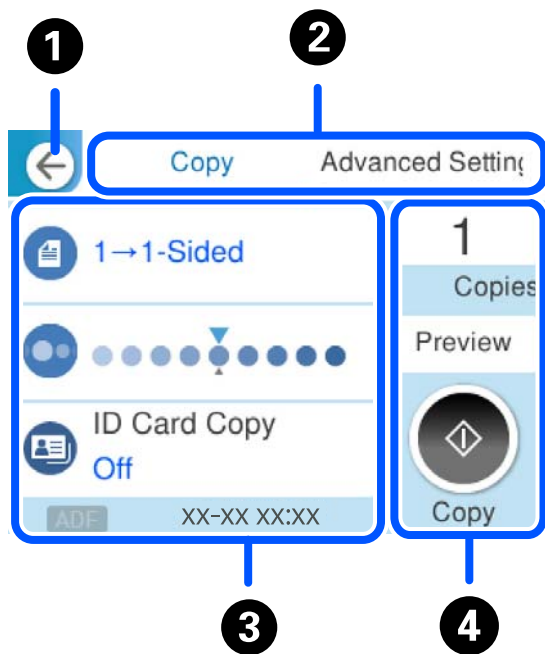 1
2
Copy
Advanced Setting
1→1-Sided
ID Card Copy
Off
ADF
XX-XX XX:XX
1
Copies
Preview
Copy
3
4